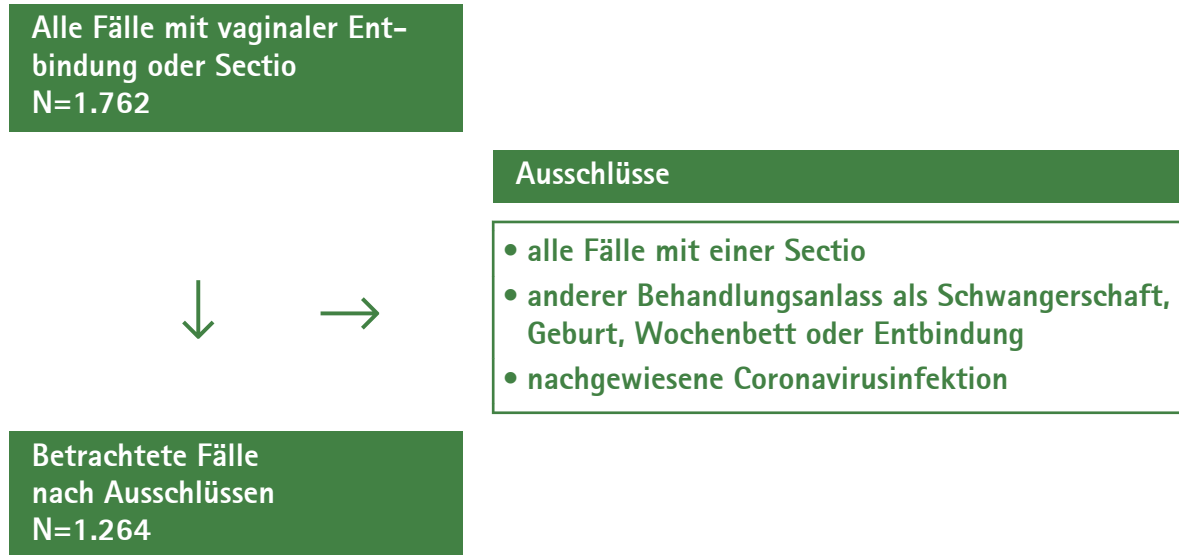 Alle Fälle mit vaginaler Ent-
bindung oder Sectio
N=1.762
Ausschlüsse
• alle Fälle mit einer Sectio
• anderer Behandlungsanlass als Schwangerschaft,
Geburt, Wochenbett oder Entbindung
• nachgewiesene Coronavirusinfektion
Betrachtete Fälle
nach Ausschlüssen
N=1.264